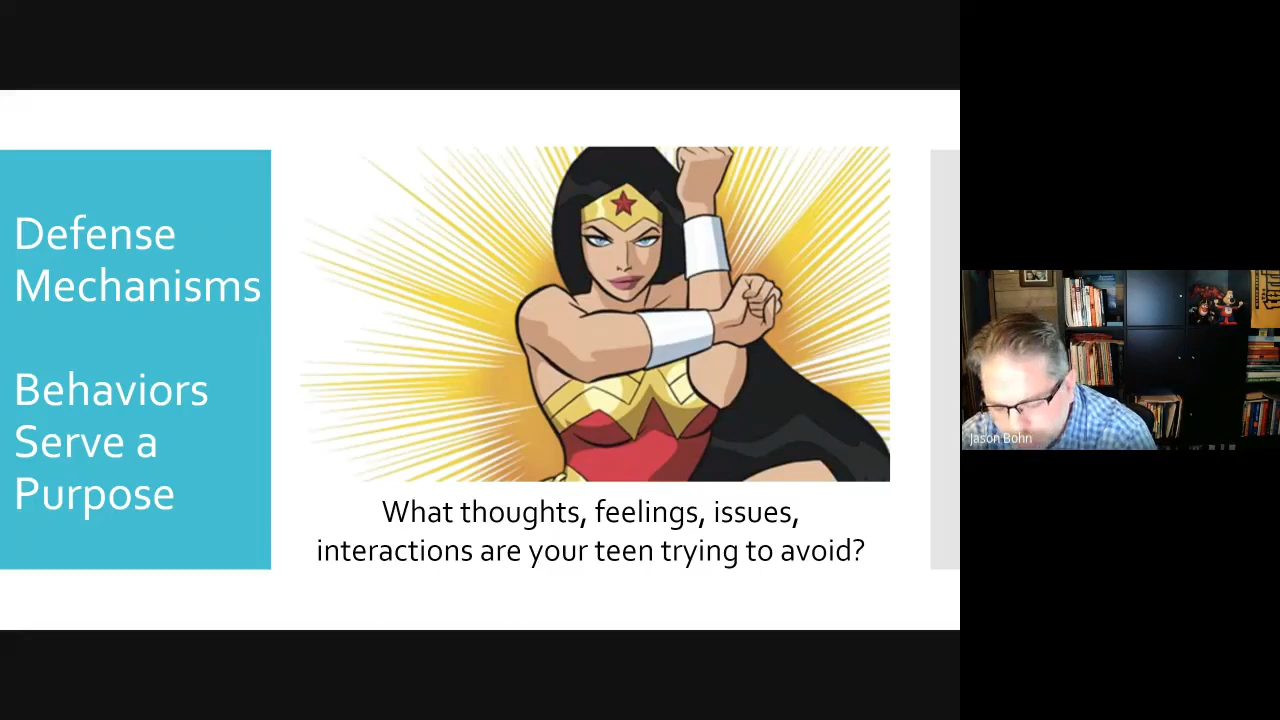 Defense
Mechanisms
Behaviors
Serve a
Purpose
What thoughts, feelings, issues,
interactions are your teen trying to avoid?
Jason Bohn